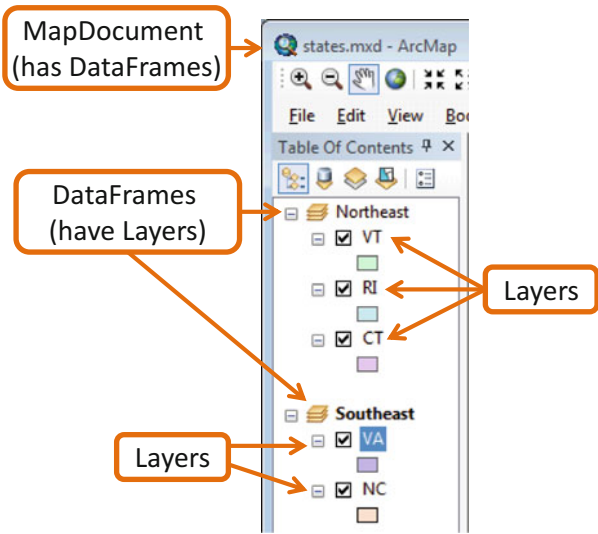 MapDocument
(has DataFrames)
states.mxd - ArcMap
File Edit View
Table Of Contents
DataFrames
(have Layers)
Northeast
VT
RI
Layers
CT
Southeast
VA
Layers
NC